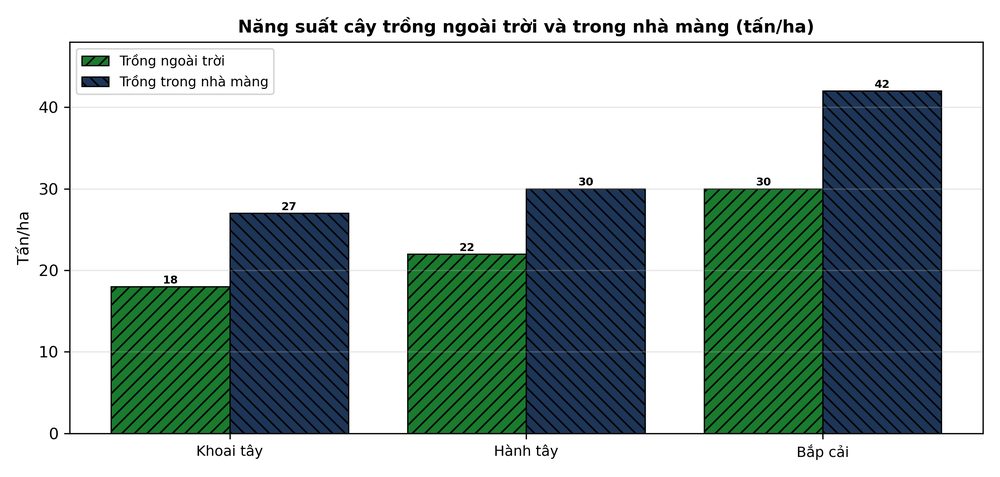 Năng suất cây trồng ngoài trời và trong nhà màng (tấn/ha)
Trồng ngoài trời
Trồng trong nhà màng
Tấn/ha
40
30
20
10
0
18
27
22
30
30
42
Khoai tây
Hành tây
Bắp cải